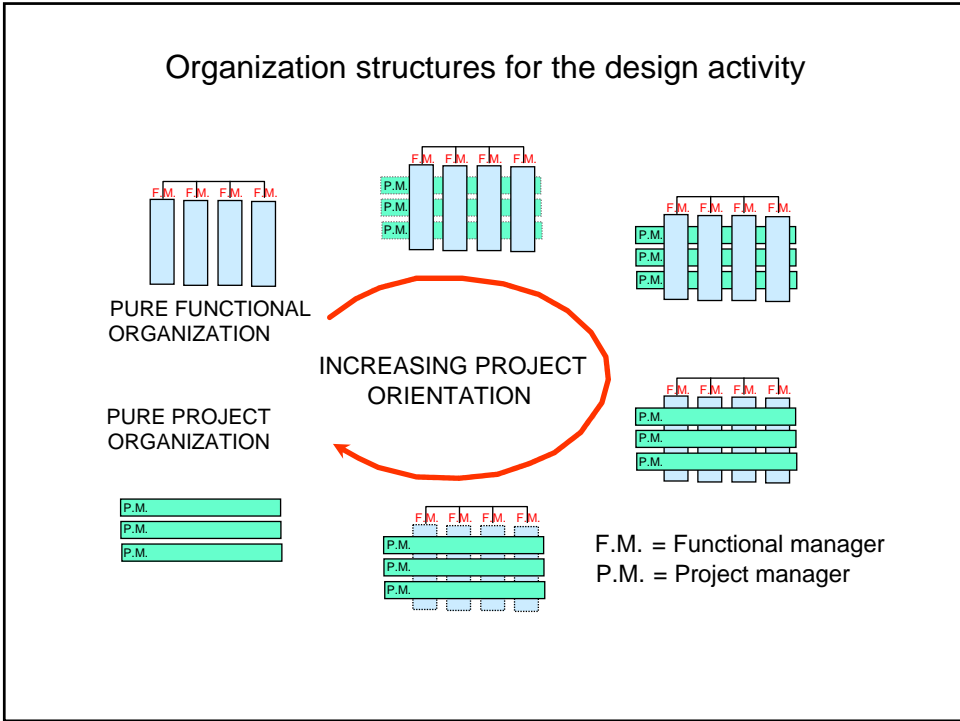 Organization structures for the design activity
F.M. F.M. F.M. F.M.
P.M.
P.M.
P.M.
F.M. F.M. F.M. F.M.
F.M. F.M. F.M. F.M.
P.M.
P.M.
P.M.
PURE FUNCTIONAL
ORGANIZATION
INCREASING PROJECT
ORIENTATION
F.M. F.M. F.M. F.M.
P.M.
P.M.
P.M.
PURE PROJECT
ORGANIZATION
P.M.
P.M.
P.M.
F.M. F.M. F.M. F.M.
P.M.
P.M.
P.M.
F.M. = Functional manager
P.M. = Project manager